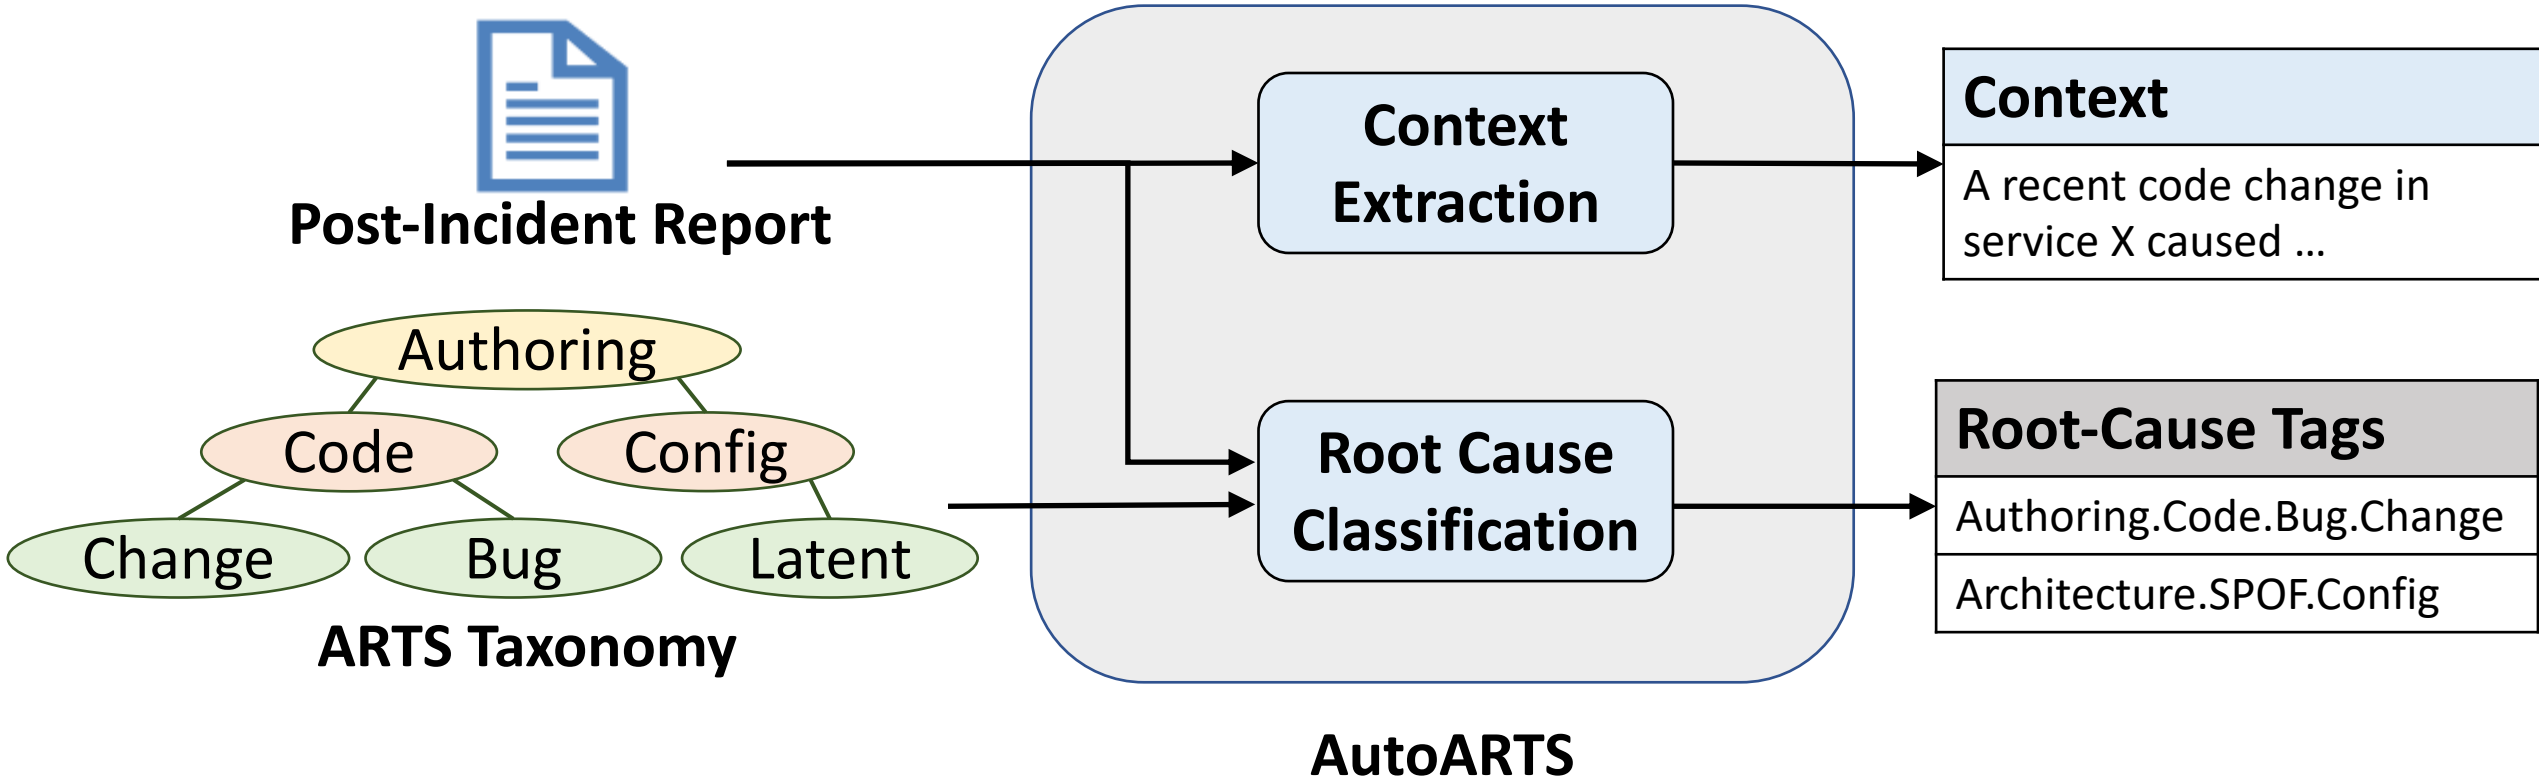 Post-Incident Report
Authoring
Code
Config
Change
Bug
Latent
ARTS Taxonomy
Context
Extraction
Root Cause
Classification
AutoARTS
Context
A recent code change in
service X caused ...
Root-Cause Tags
Authoring.Code.Bug.Change
Architecture.SPOF.Config